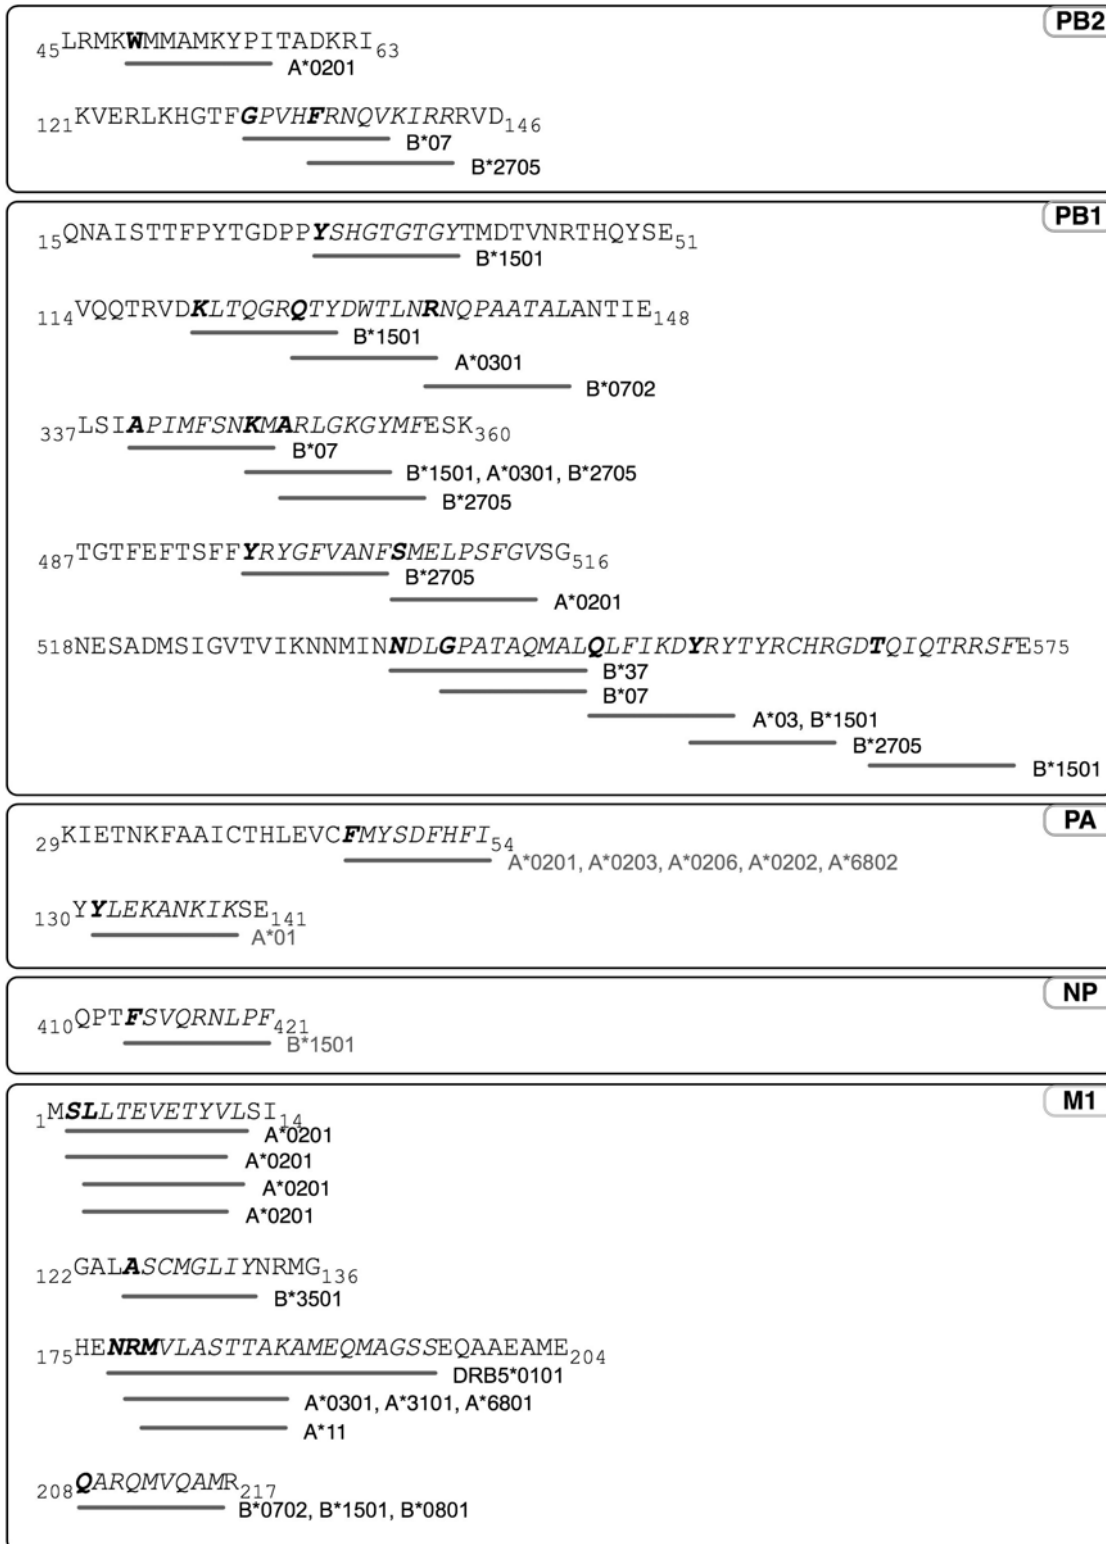 PB2
45LRMKWMMAMKYPITADKRI63
A*0201
121KVERLKHGTFGPVHFRNQVKIRRRVD146
B*07
B*2705
PB1
15QNAISTTFPYTGDPPYSHGTGTGYTMDTVNRTHQYSE51
B*1501
114VQQTRVDKLTQGRQTYDWTLNRNQPAATALANTIE148
B*1501
A*0301
B*0702
337LSIAPIMFSNKMARLGKGYMFESK360
B*07
B*1501, A*0301, B*2705
B*2705
487TGTFEFTSFFYRYGFVANFSMELPSFGVSG516
B*2705
A*0201
518NESADMSIGVTVIKNNMINNDLGPATAQMALQLFIKDYRYTYRCHRGDTQIQTRRSFE575
B*37
B*07
A*03, B*1501
B*2705
B*1501
PA
29KIETNKFAAICTHLEVCFMYSDFHFI54
A*0201, A*0203, A*0206, A*0202, A*6802
130YYLEKANKIKSE141
A*01
NP
410QPTFSVQRNLPF421
B*1501
M1
1MSLLTEVETYVLSI14
A*0201
A*0201
A*0201
A*0201
122GALASCMGLIYNRMG136
B*3501
175HENRMVLASTTAKAMEQMAGSSEQAAEAME204
DRB5*0101
A*0301, A*3101, A*6801
A*11
208QARQMVQAMR217
B*0702, B*1501, B*0801